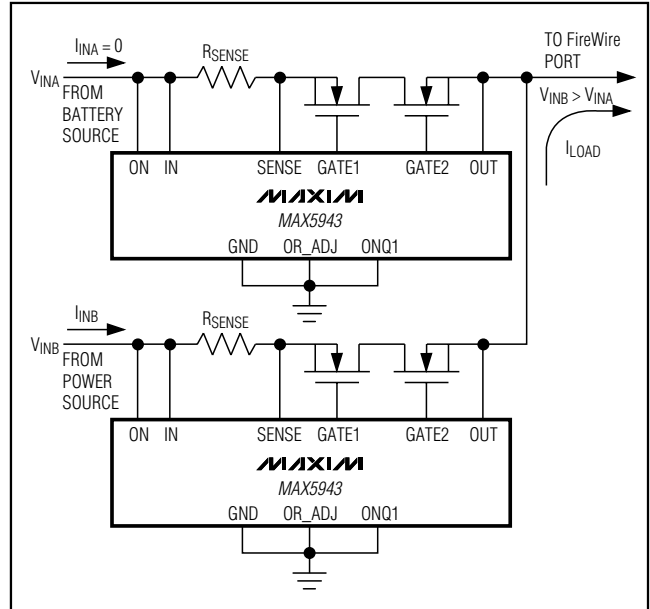 I_INA = 0
R_SENSE
TO FireWire
PORT
V_INA
FROM
BATTERY
SOURCE
V_INB > V_INA
I_LOAD
ON IN SENSE GATE1 GATE2 OUT
MAXIM
MAX5943
GND OR_ADJ ONQ1
I_INB
R_SENSE
V_INB
FROM
POWER
SOURCE
ON IN SENSE GATE1 GATE2 OUT
MAXIM
MAX5943
GND OR_ADJ ONQ1